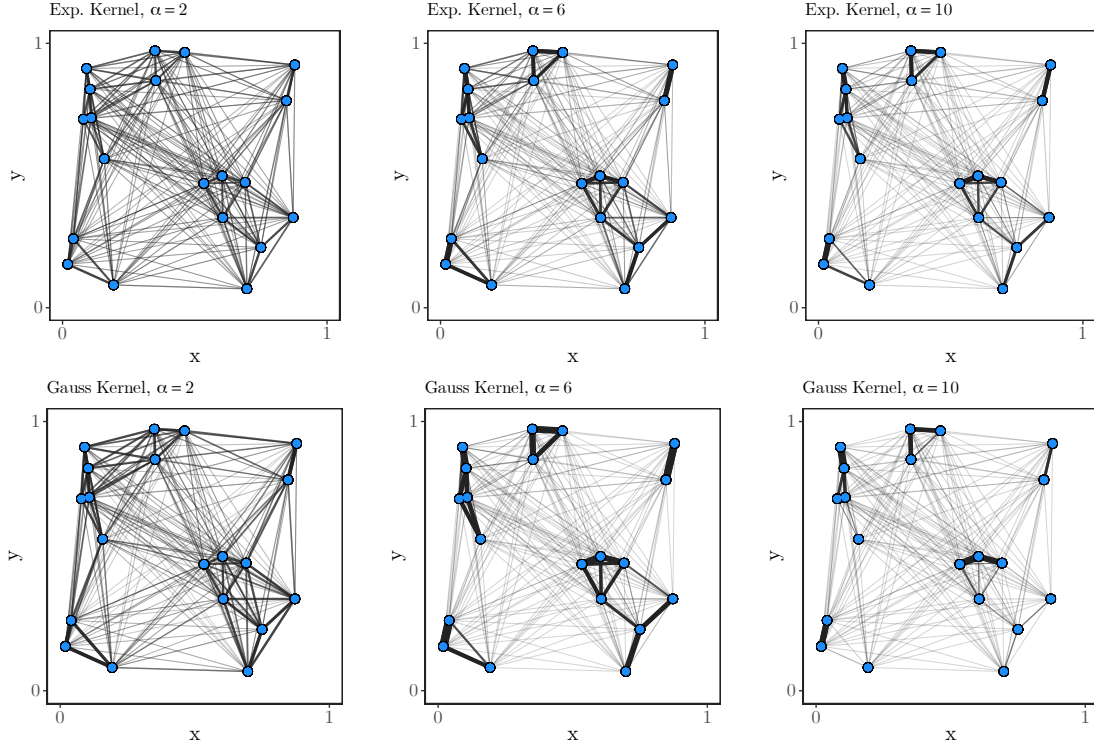 Exp. Kernel, α = 2
Exp. Kernel, α = 6
Exp. Kernel, α = 10
1
y
0
0
1
x
1
y
0
0
1
x
1
y
0
0
1
x
Gauss Kernel, α = 2
Gauss Kernel, α = 6
Gauss Kernel, α = 10
1
y
0
0
1
x
1
y
0
0
1
x
1
y
0
0
1
x